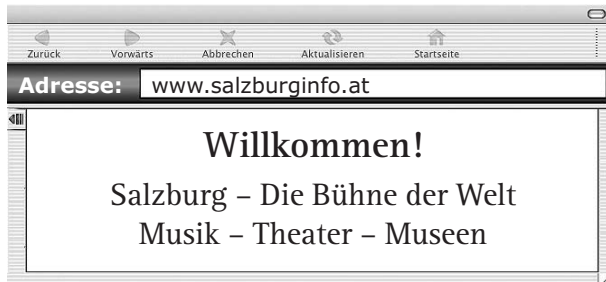 Zurück Vorwärts Abbrechen Aktualisieren Startseite
Adresse: www.salzburginfo.at
Willkommen!
Salzburg – Die Bühne der Welt
Musik – Theater – Museen